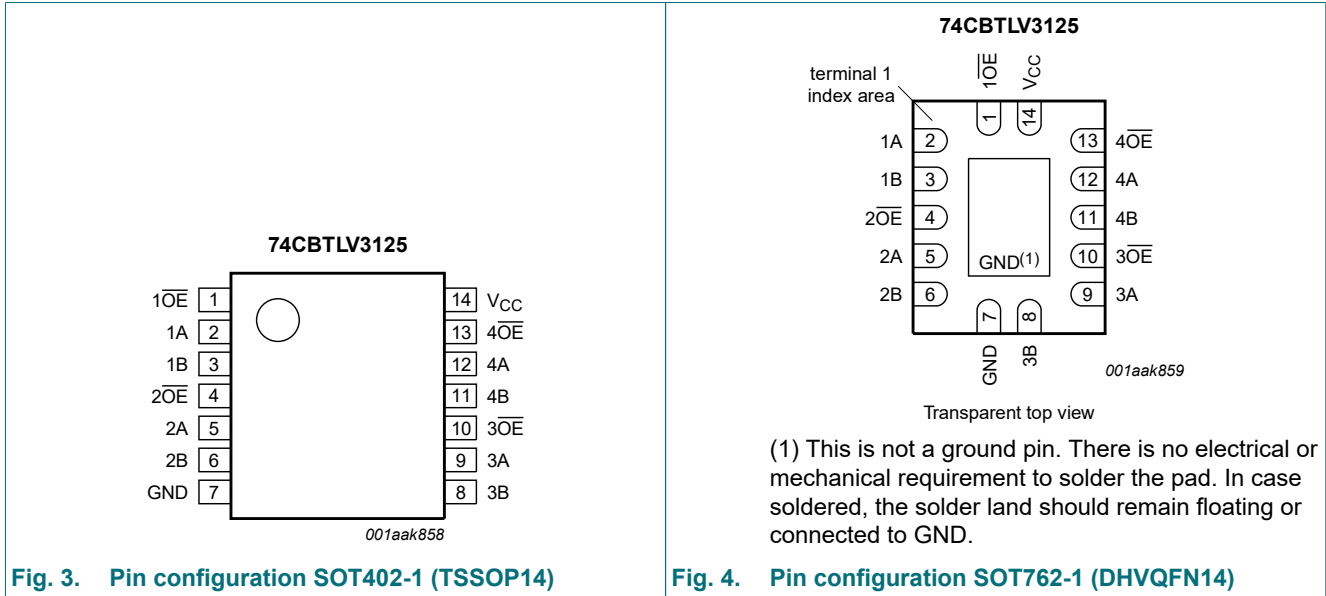 74CBTLV3125
1OE 1
1A 2
1B 3
2OE 4
2A 5
2B 6
GND 7
14 VCC
13 4OE
12 4A
11 4B
10 3OE
9 3A
8 3B
001aak858
Fig. 3. Pin configuration SOT402-1 (TSSOP14)
74CBTLV3125
terminal 1
index area
1OE
VCC
1
14
1A 2
1B 3
2OE 4
2A 5
2B 6
13 4OE
12 4A
11 4B
10 3OE
9 3A
GND(1)
7
8
GND
3B
001aak859
Transparent top view
(1) This is not a ground pin. There is no electrical or
mechanical requirement to solder the pad. In case
soldered, the solder land should remain floating or
connected to GND.
Fig. 4. Pin configuration SOT762-1 (DHVQFN14)